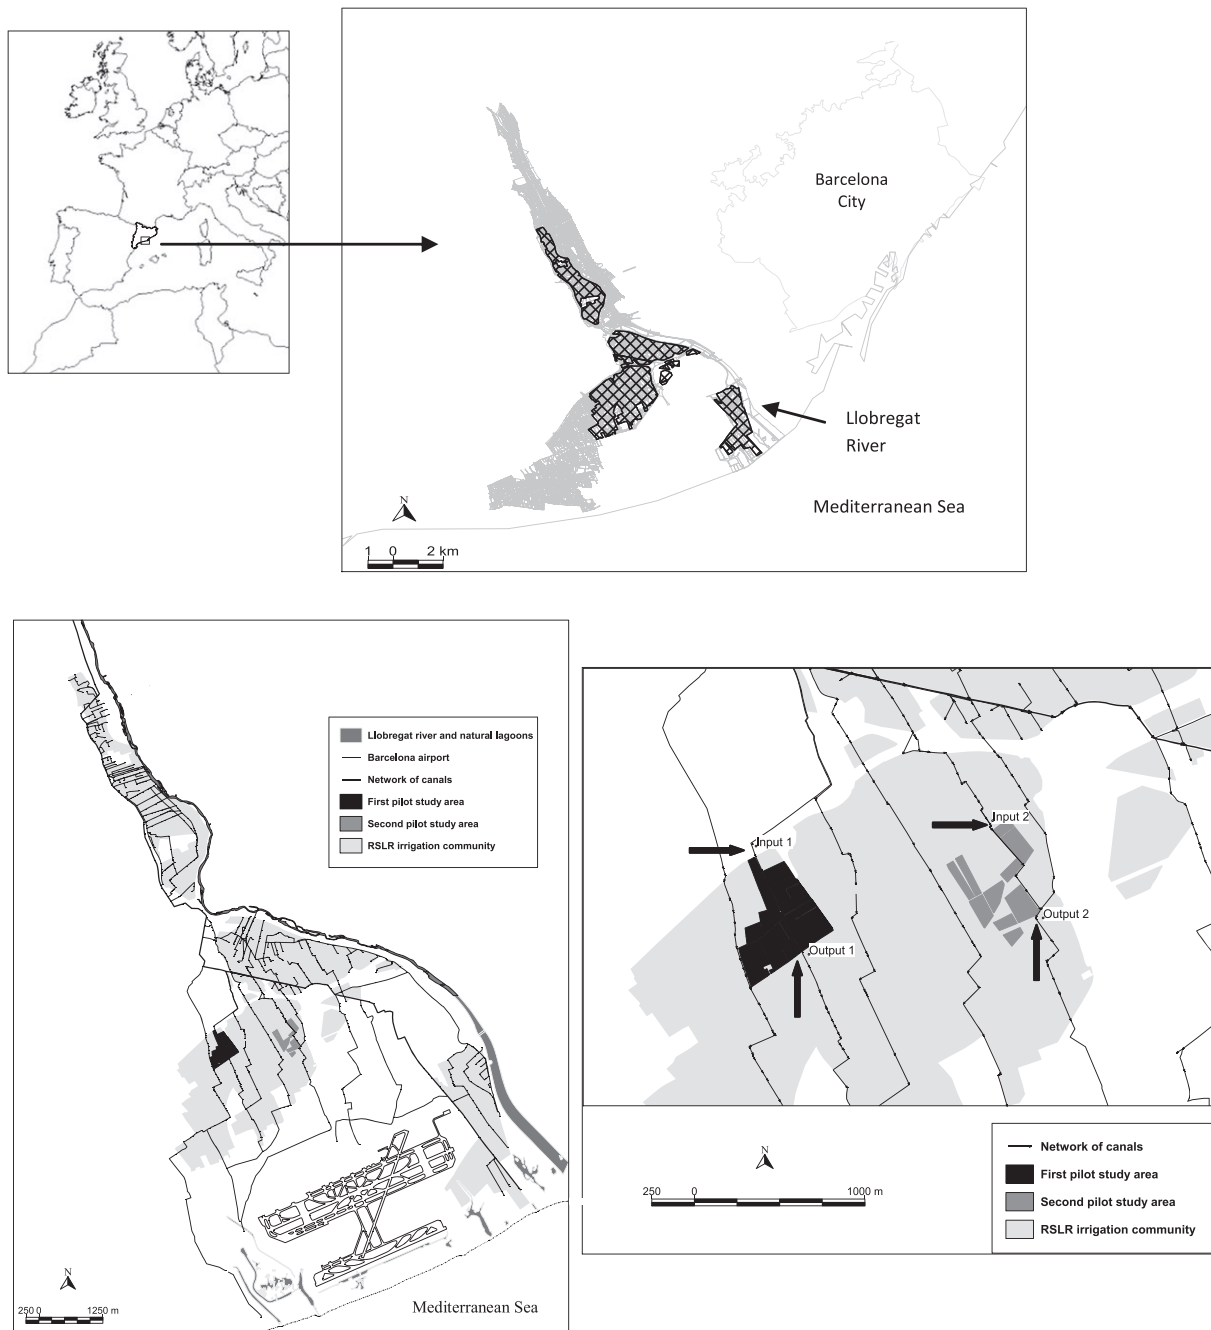 Barcelona
City
Llobregat
River
Mediterranean Sea
N
1 0 2 km
Llobregat river and natural lagoons
Barcelona airport
Network of canals
First pilot study area
Second pilot study area
RSLR irrigation community
N
250 0 1250 m
Mediterranean Sea
Input 1
Input 2
Output 1
Output 2
N
250 0 1000 m
Network of canals
First pilot study area
Second pilot study area
RSLR irrigation community